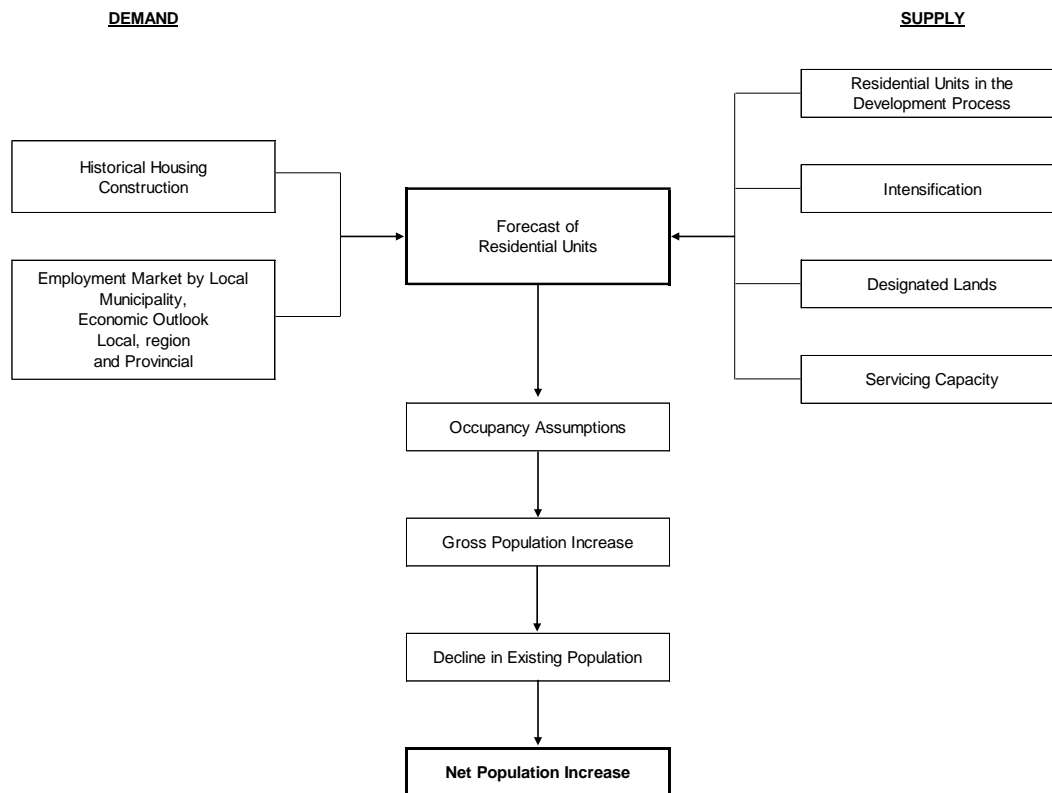 DEMAND
SUPPLY
Residential Units in the
Development Process
Historical Housing
Construction
Intensification
Forecast of
Residential Units
Employment Market by Local
Municipality,
Economic Outlook
Local, region
and Provincial
Designated Lands
Servicing Capacity
Occupancy Assumptions
Gross Population Increase
Decline in Existing Population
Net Population Increase